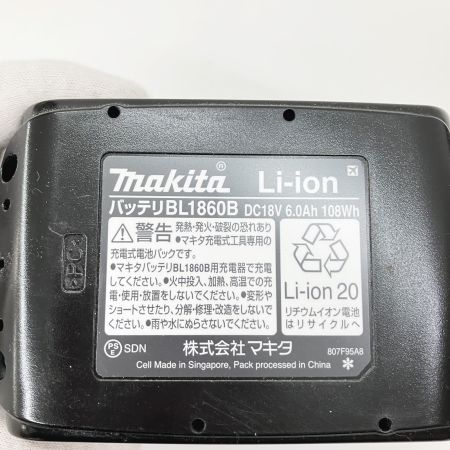 makita Li-ion
バッテリBL1860B DC18V 6.0Ah 108Wh
警告 発熱・発火・破裂の恐れあり
・マキタ充電式工具専用の
充電式電池パックです。
●マキタバッテリBL1860B用充電器で充電
してください。●火中投入、加熱、高温での充
電・使用・放置をしないでください。●変形や
ショートさせたり、分解・修理・改造をしないで
ください。●雨や水にぬらさないでください。
Li-ion 20
リチウムイオン電池
はリサイクルへ
PS
E
SDN
株式会社マキタ
807F95A8
Cell Made in Singapore, Pack processed in China
>PC<